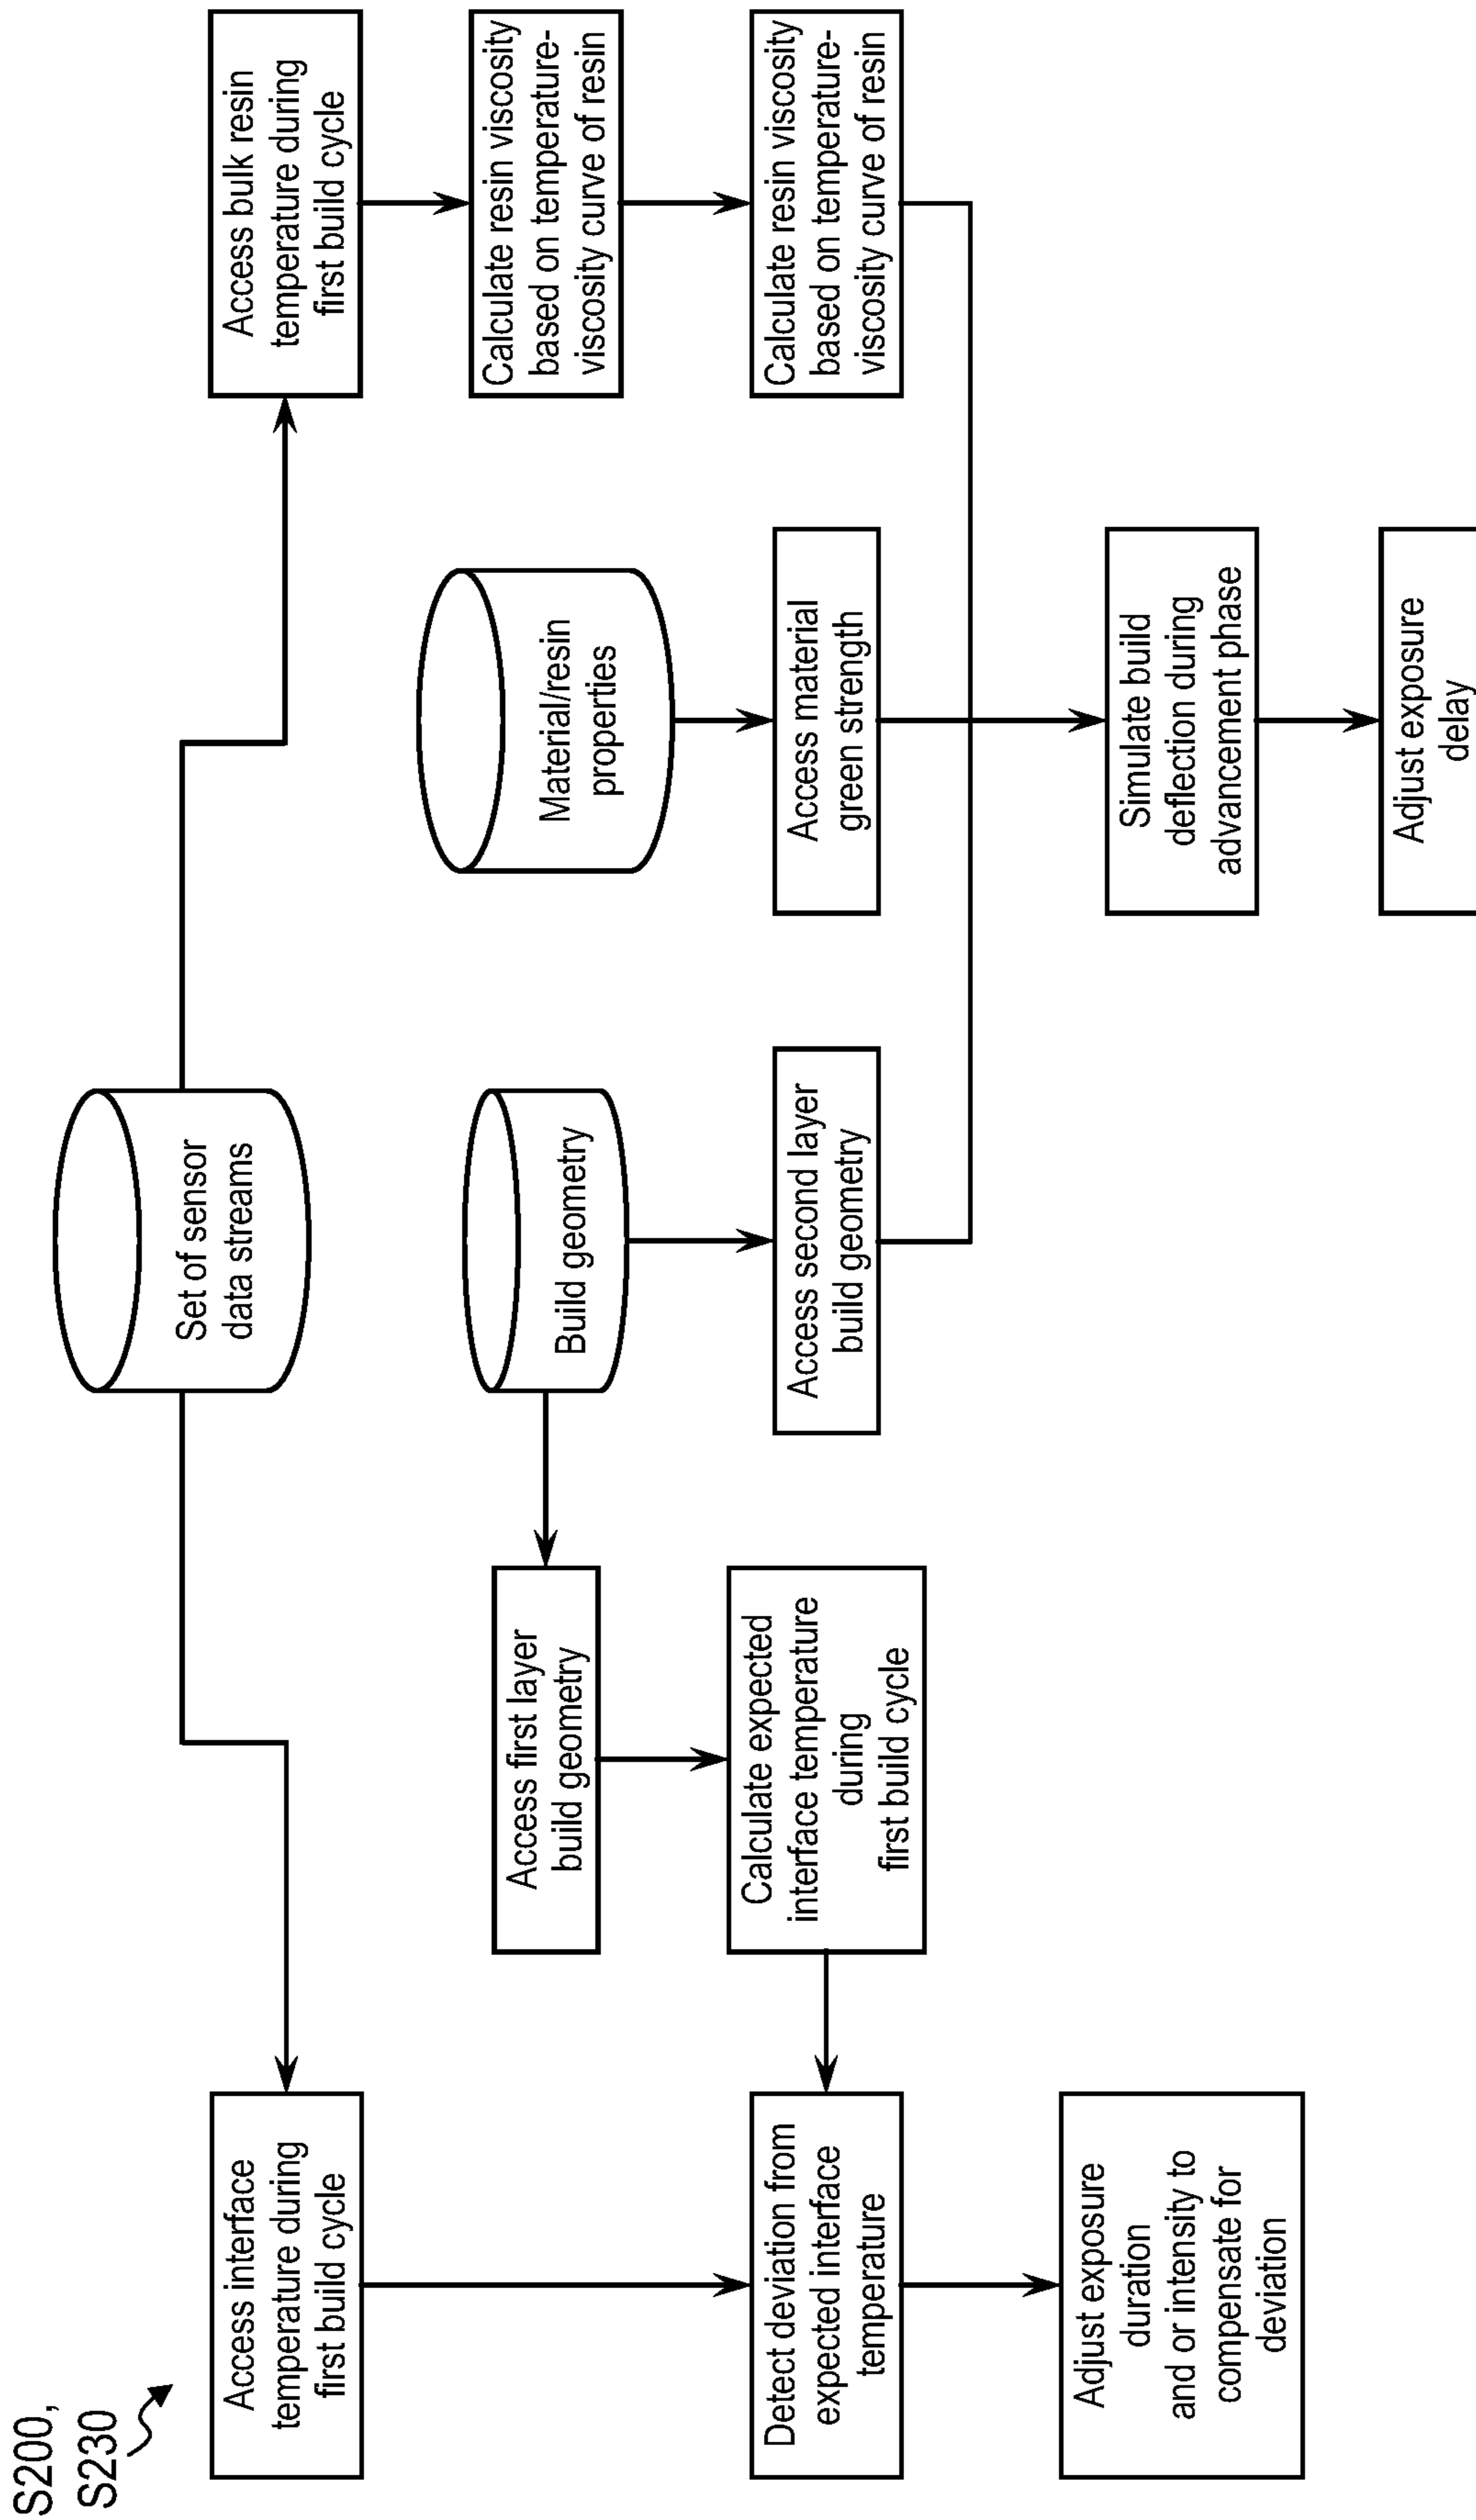 S200,
S230
Set of sensor
data streams
Access interface
temperature during
first build cycle
Access bulk resin
temperature during
first build cycle
Build geometry
Material/resin
properties
Access first layer
build geometry
Calculate resin viscosity
based on temperature-
viscosity curve of resin
Calculate expected
interface temperature
during
first build cycle
Access second layer
build geometry
Access material
green strength
Calculate resin viscosity
based on temperature-
viscosity curve of resin
Detect deviation from
expected interface
temperature
Adjust exposure
duration
and or intensity to
compensate for
deviation
Simulate build
deflection during
advancement phase
Adjust exposure
delay